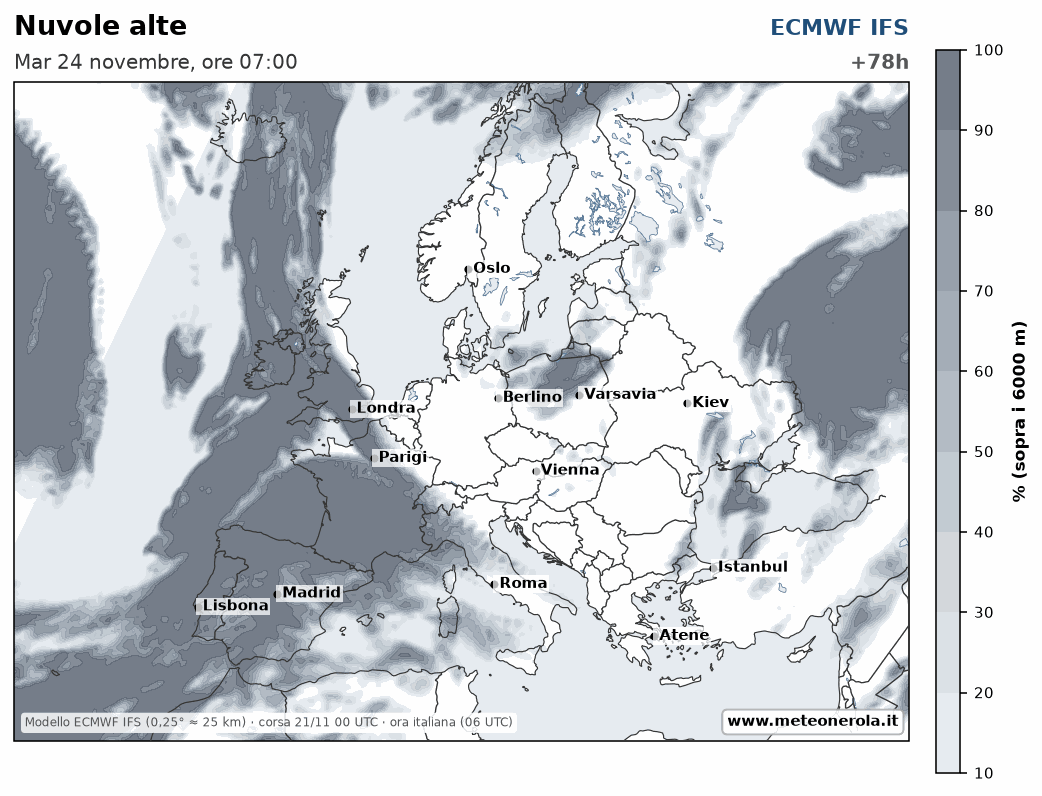 Nuvole alte
ECMWF IFS
Mar 24 novembre, ore 07:00
+78h
100
90
80
70
60
50
40
30
20
10
% (sopra i 6000 m)
Oslo
Berlino
Varsavia
Kiev
Londra
Parigi
Vienna
Istanbul
Roma
Madrid
Lisbona
Atene
Modello ECMWF IFS (0,25° ≈ 25 km) · corsa 21/11 00 UTC · ora italiana (06 UTC)
www.meteonerola.it